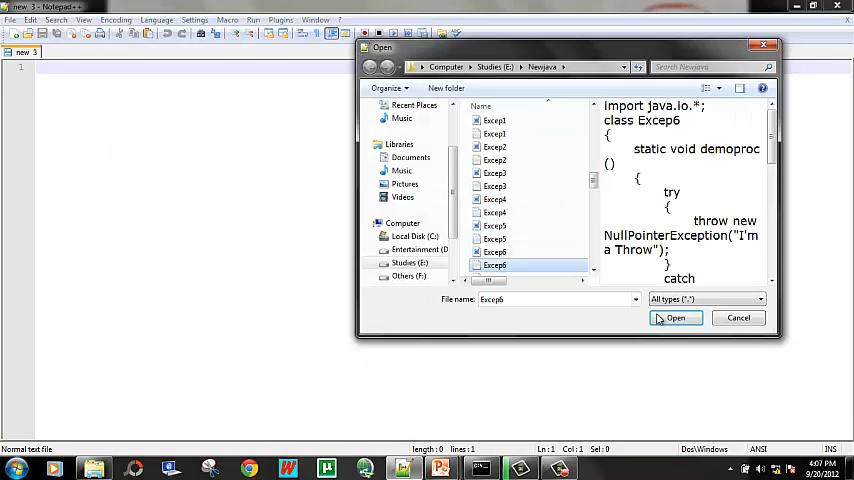 new 3 - Notepad++
File Edit Search View Encoding Language Settings Macro Run Plugins Window ? X
new 3
1
Open
Computer Studies (E:) Newjava Search Newjava
Organize New folder
Recent Places
Music
Libraries
Documents
Pictures
Videos
Computer
Local Disk (C:)
Entertainment (D
Studies (E:)
Others (F:)
Name
Excep1
Excep1
Excep2
Excep2
Excep3
Excep3
Excep4
Excep4
Excep5
Excep5
Excep6
Excep6
Import java.io.*;
class Excep6
{
static void demoproc
()
{
try
{
throw new
NullPointerException("I'm
a Throw");
}
catch
File name: Excep6 All types (*.*)
Open Cancel
Normal text file length : 0 lines : 1 Ln : 1 Col : 1 Sel : 0 Dos\Windows ANSI INS
4:07 PM
9/20/2012